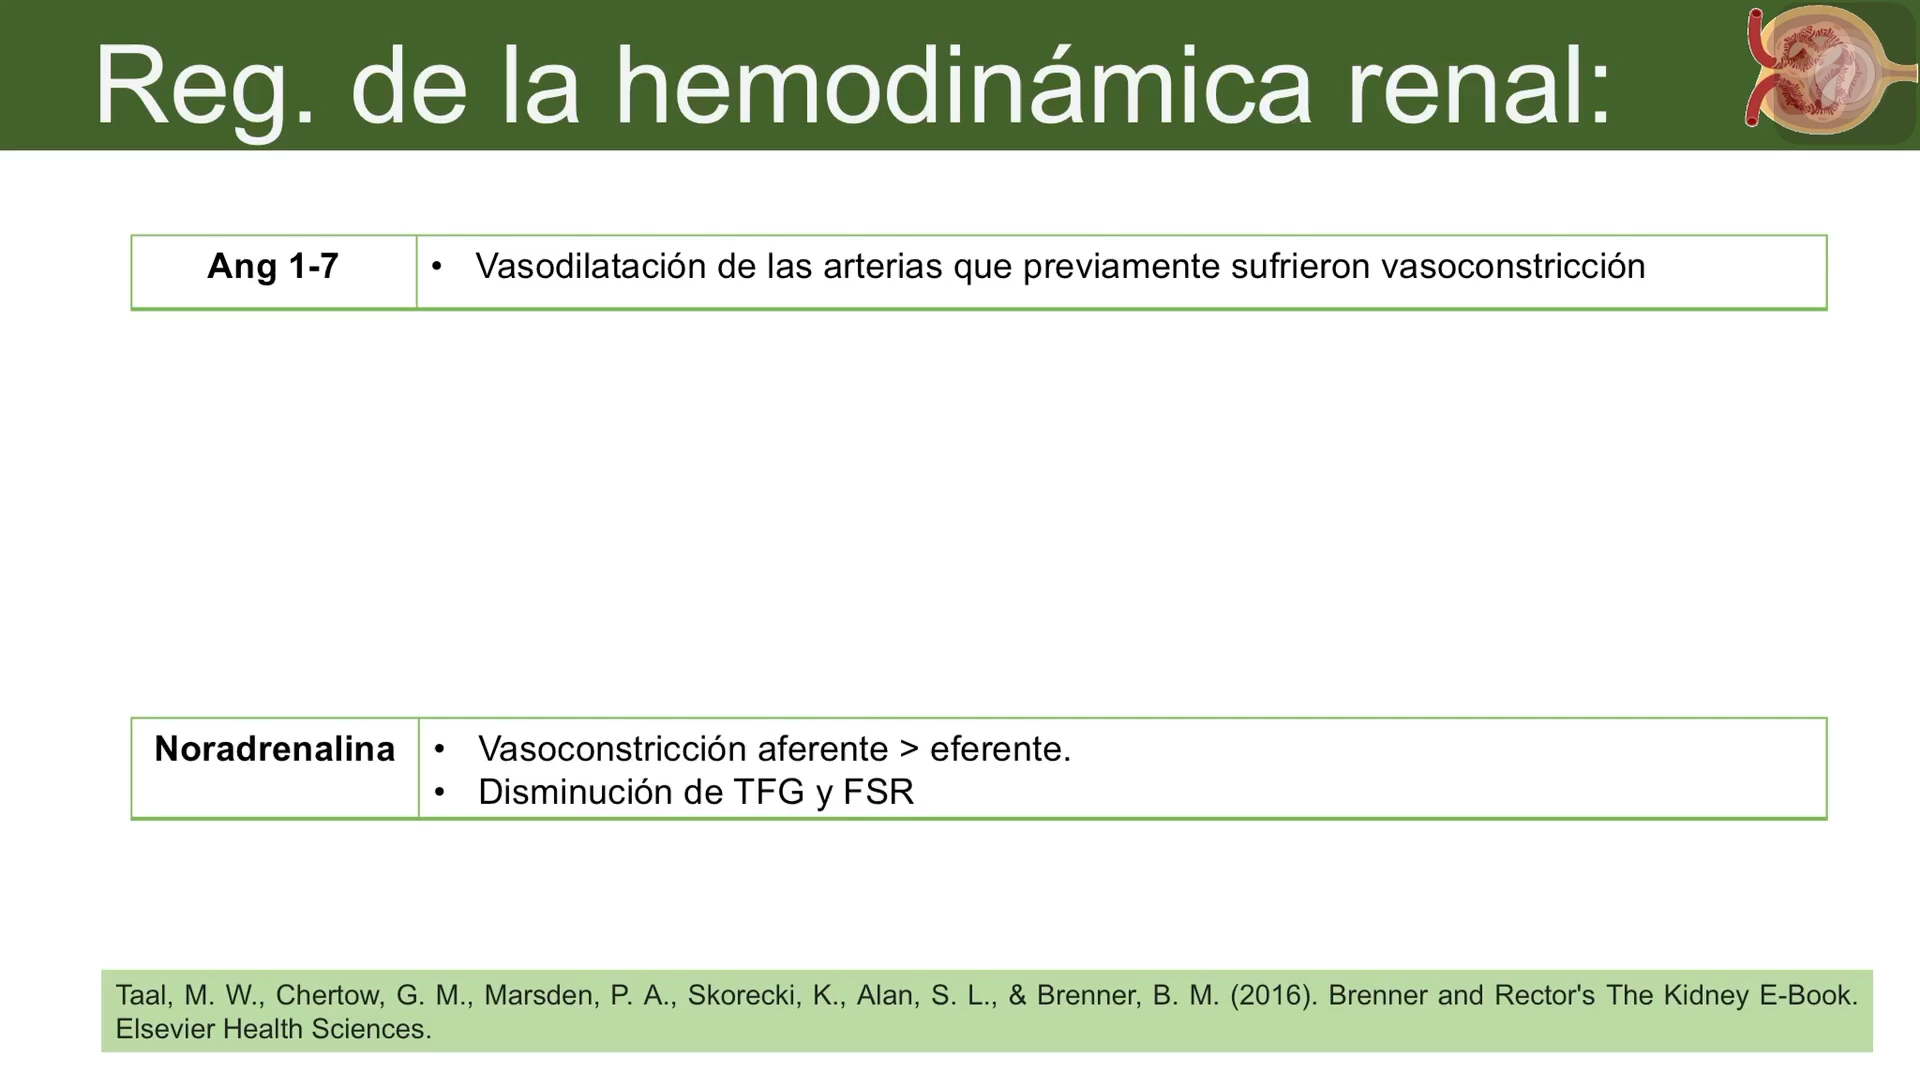 Reg. de la hemodinámica renal:
Ang 1-7
• Vasodilatación de las arterias que previamente sufrieron vasoconstricción
Noradrenalina
• Vasoconstricción aferente > eferente.
• Disminución de TFG y FSR
Taal, M. W., Chertow, G. M., Marsden, P. A., Skorecki, K., Alan, S. L., & Brenner, B. M. (2016). Brenner and Rector's The Kidney E-Book.
Elsevier Health Sciences.